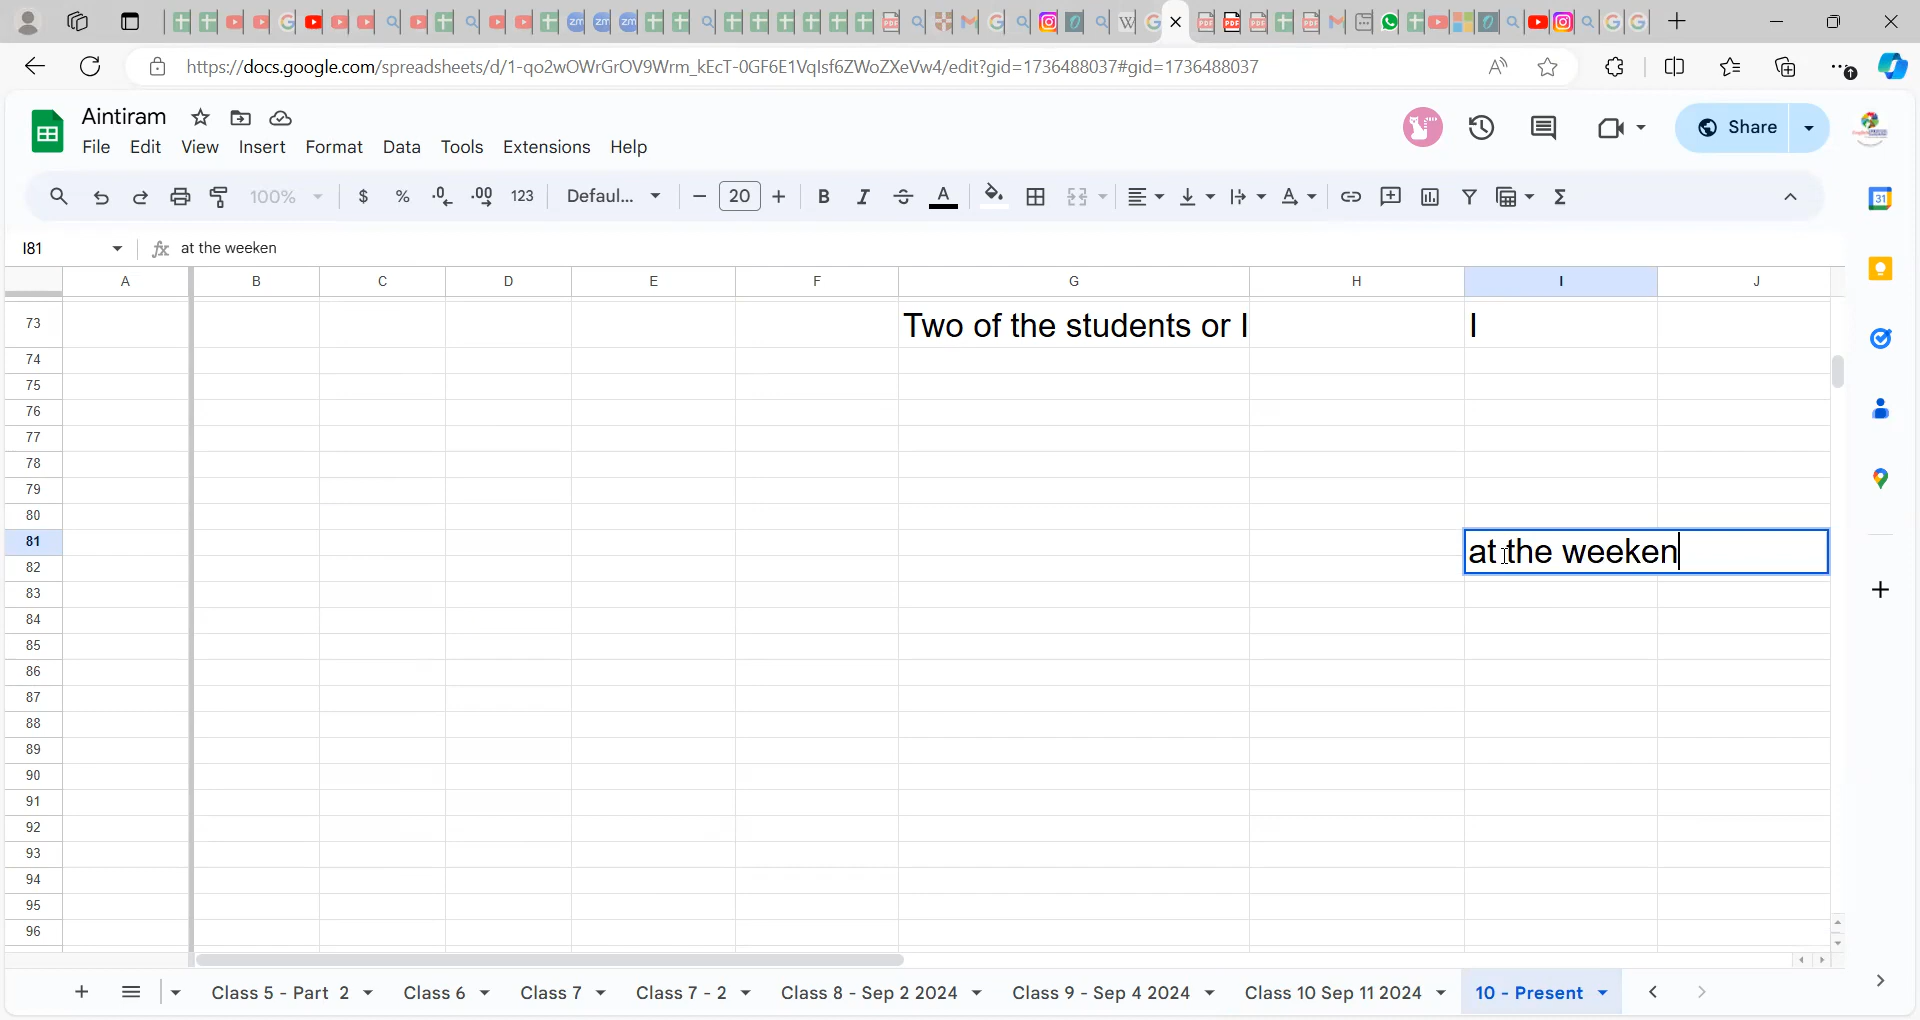 https://docs.google.com/spreadsheets/d/1-qo2wOWrGrOV9Wrm_kEcT-0GF6E1VqIsf6ZWoZXeVw4/edit?gid=1736488037#gid=1736488037
Aintiram
File Edit View Insert Format Data Tools Extensions Help
Share
100% $ % .0 .00 123 Defaul... 20
I81 fx at the weeken
A B C D E F G H I J
73 Two of the students or I I
74
75
76
77
78
79
80
81 at the weeken
82
83
84
85
86
87
88
89
90
91
92
93
94
95
96
Class 5 - Part 2 Class 6 Class 7 Class 7 - 2 Class 8 - Sep 2 2024 Class 9 - Sep 4 2024 Class 10 Sep 11 2024 10 - Present